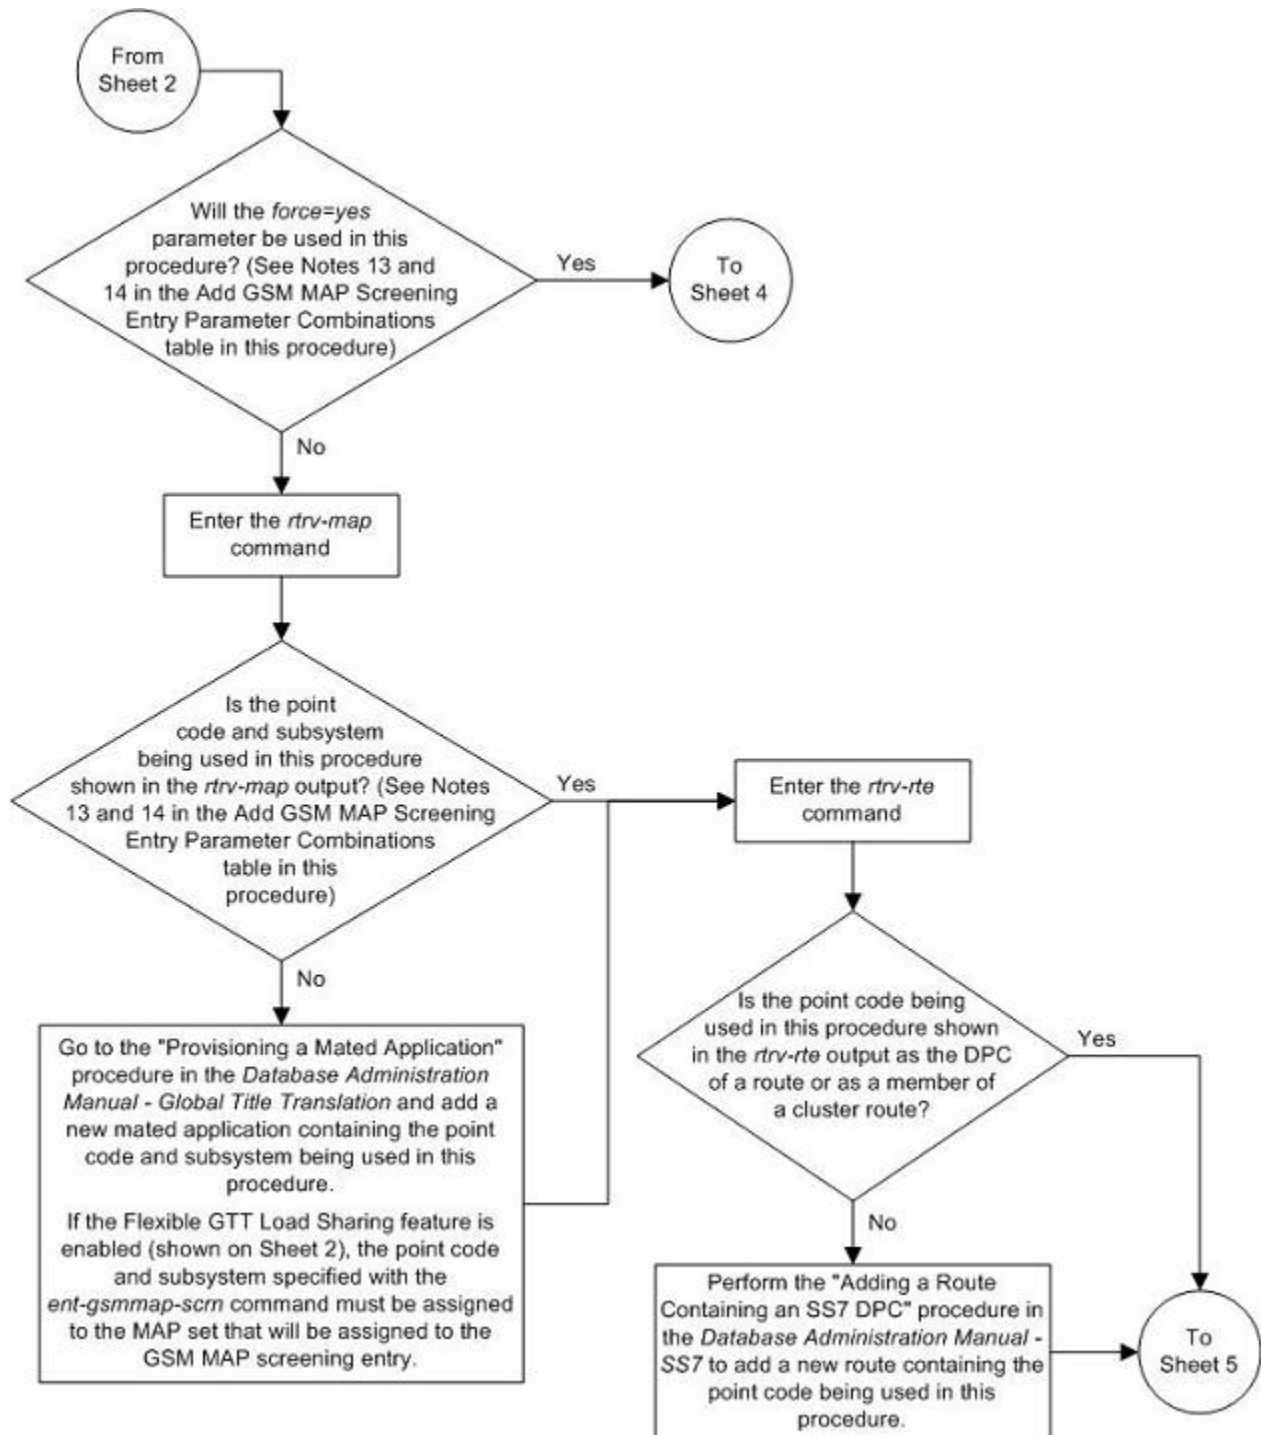 From
Sheet 2
Will the force=yes
parameter be used in this
procedure? (See Notes 13 and
14 in the Add GSM MAP Screening
Entry Parameter Combinations
table in this procedure)
Yes
To
Sheet 4
No
Enter the rtrv-map
command
Is the point
code and subsystem
being used in this procedure
shown in the rtrv-map output? (See Notes
13 and 14 in the Add GSM MAP Screening
Entry Parameter Combinations
table in this
procedure)
Yes
Enter the rtrv-rte
command
No
Go to the "Provisioning a Mated Application"
procedure in the Database Administration
Manual - Global Title Translation and add a
new mated application containing the point
code and subsystem being used in this
procedure.
If the Flexible GTT Load Sharing feature is
enabled (shown on Sheet 2), the point code
and subsystem specified with the
ent-gsmmap-scrn command must be assigned
to the MAP set that will be assigned to the
GSM MAP screening entry.
Is the point code being
used in this procedure shown
in the rtrv-rte output as the DPC
of a route or as a member of
a cluster route?
Yes
No
Perform the "Adding a Route
Containing an SS7 DPC" procedure in
the Database Administration Manual -
SS7 to add a new route containing the
point code being used in this
procedure.
To
Sheet 5